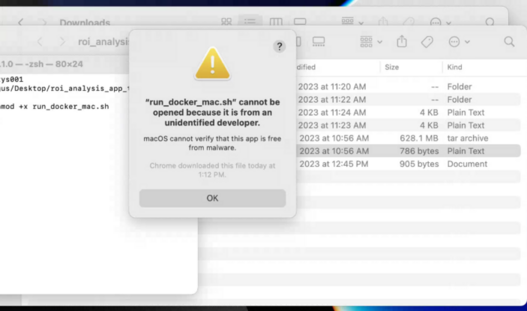 Downloads
roi_analysi
1.0 — -zsh — 80×24
ys001
us/Desktop/roi_analysis_app_
mod +x run_docker_mac.sh
?
"run_docker_mac.sh" cannot be
opened because it is from an
unidentified developer.
macOS cannot verify that this app is free
from malware.
Chrome downloaded this file today at
1:12 PM.
OK
dified Size Kind
2023 at 11:20 AM -- Folder
2023 at 11:22 AM -- Folder
2023 at 11:24 AM 4 KB Plain Text
2023 at 11:23 AM 4 KB Plain Text
2023 at 10:56 AM 628.1 MB tar archive
2023 at 10:56 AM 786 bytes Plain Text
2023 at 12:45 PM 905 bytes Document